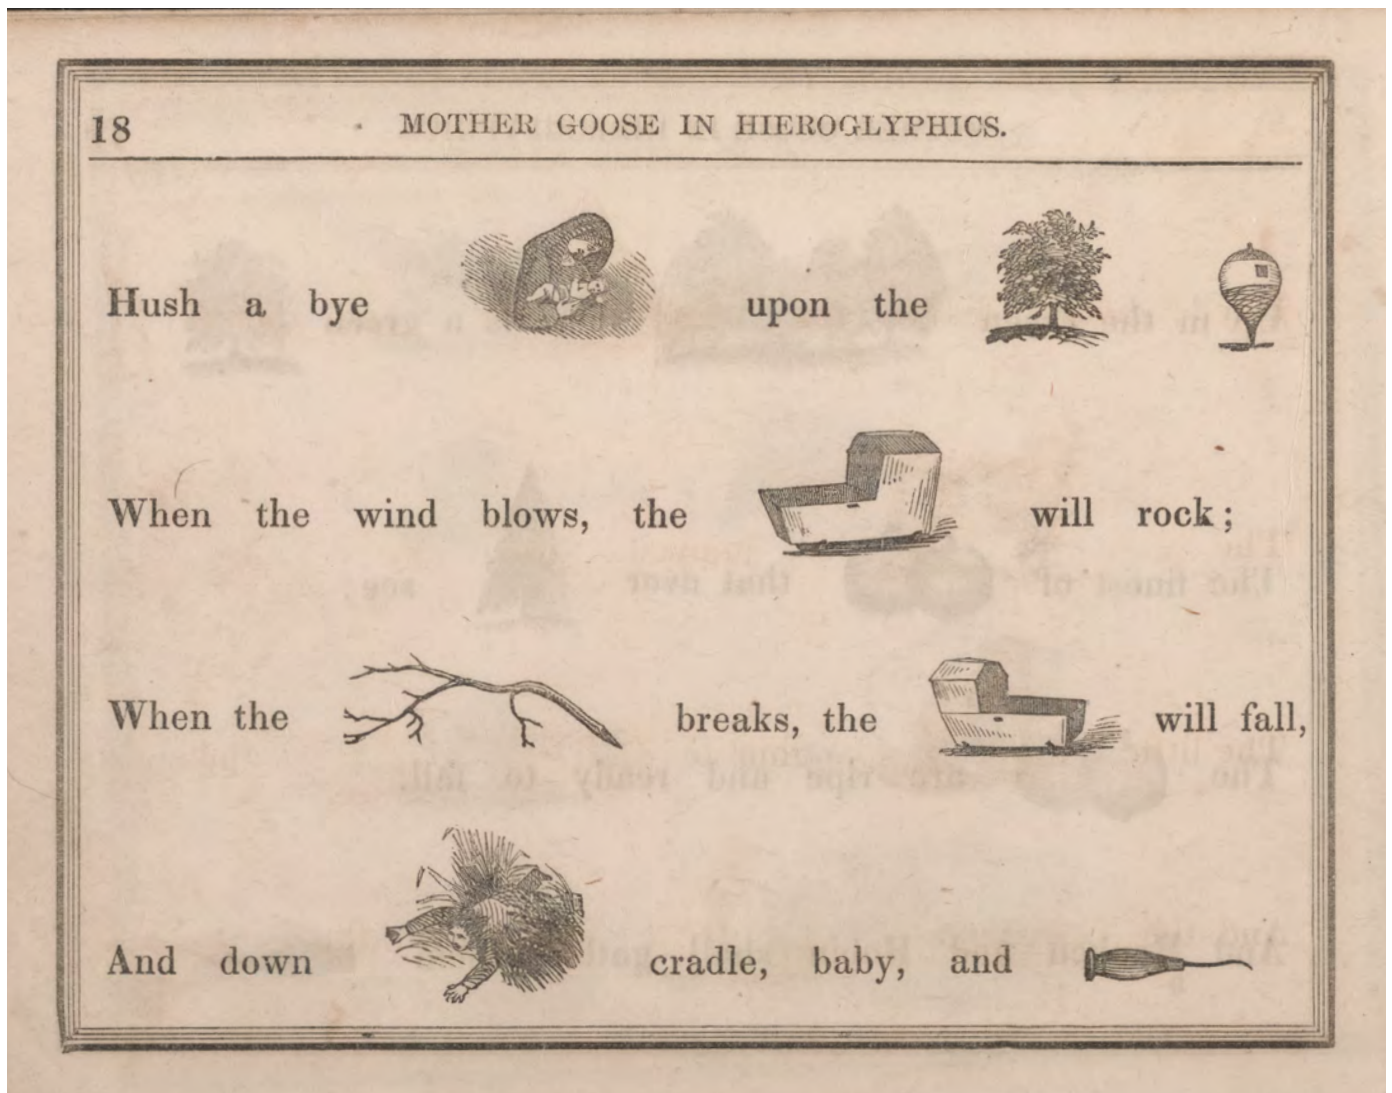 18 MOTHER GOOSE IN HIEROGLYPHICS.
Hush a bye upon the
When the wind blows, the will rock;
When the breaks, the will fall,
And down cradle, baby, and